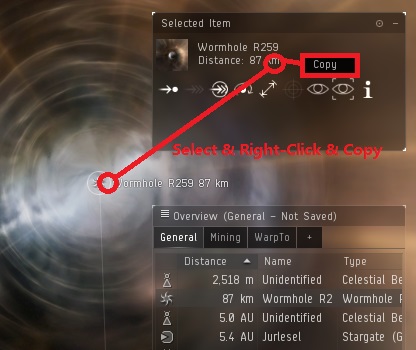 Selected Item
Wormhole R259
Distance: 87 km
Copy
Select & Right-Click & Copy
Wormhole R259 87 km
Overview (General - Not Saved)
General Mining WarpTo +
Distance Name Type
2,518 m Unidentified Celestial Be
87 km Wormhole R2 Wormhole R
5.0 AU Unidentified Celestial Be
5.4 AU Jurlesel Stargate (G